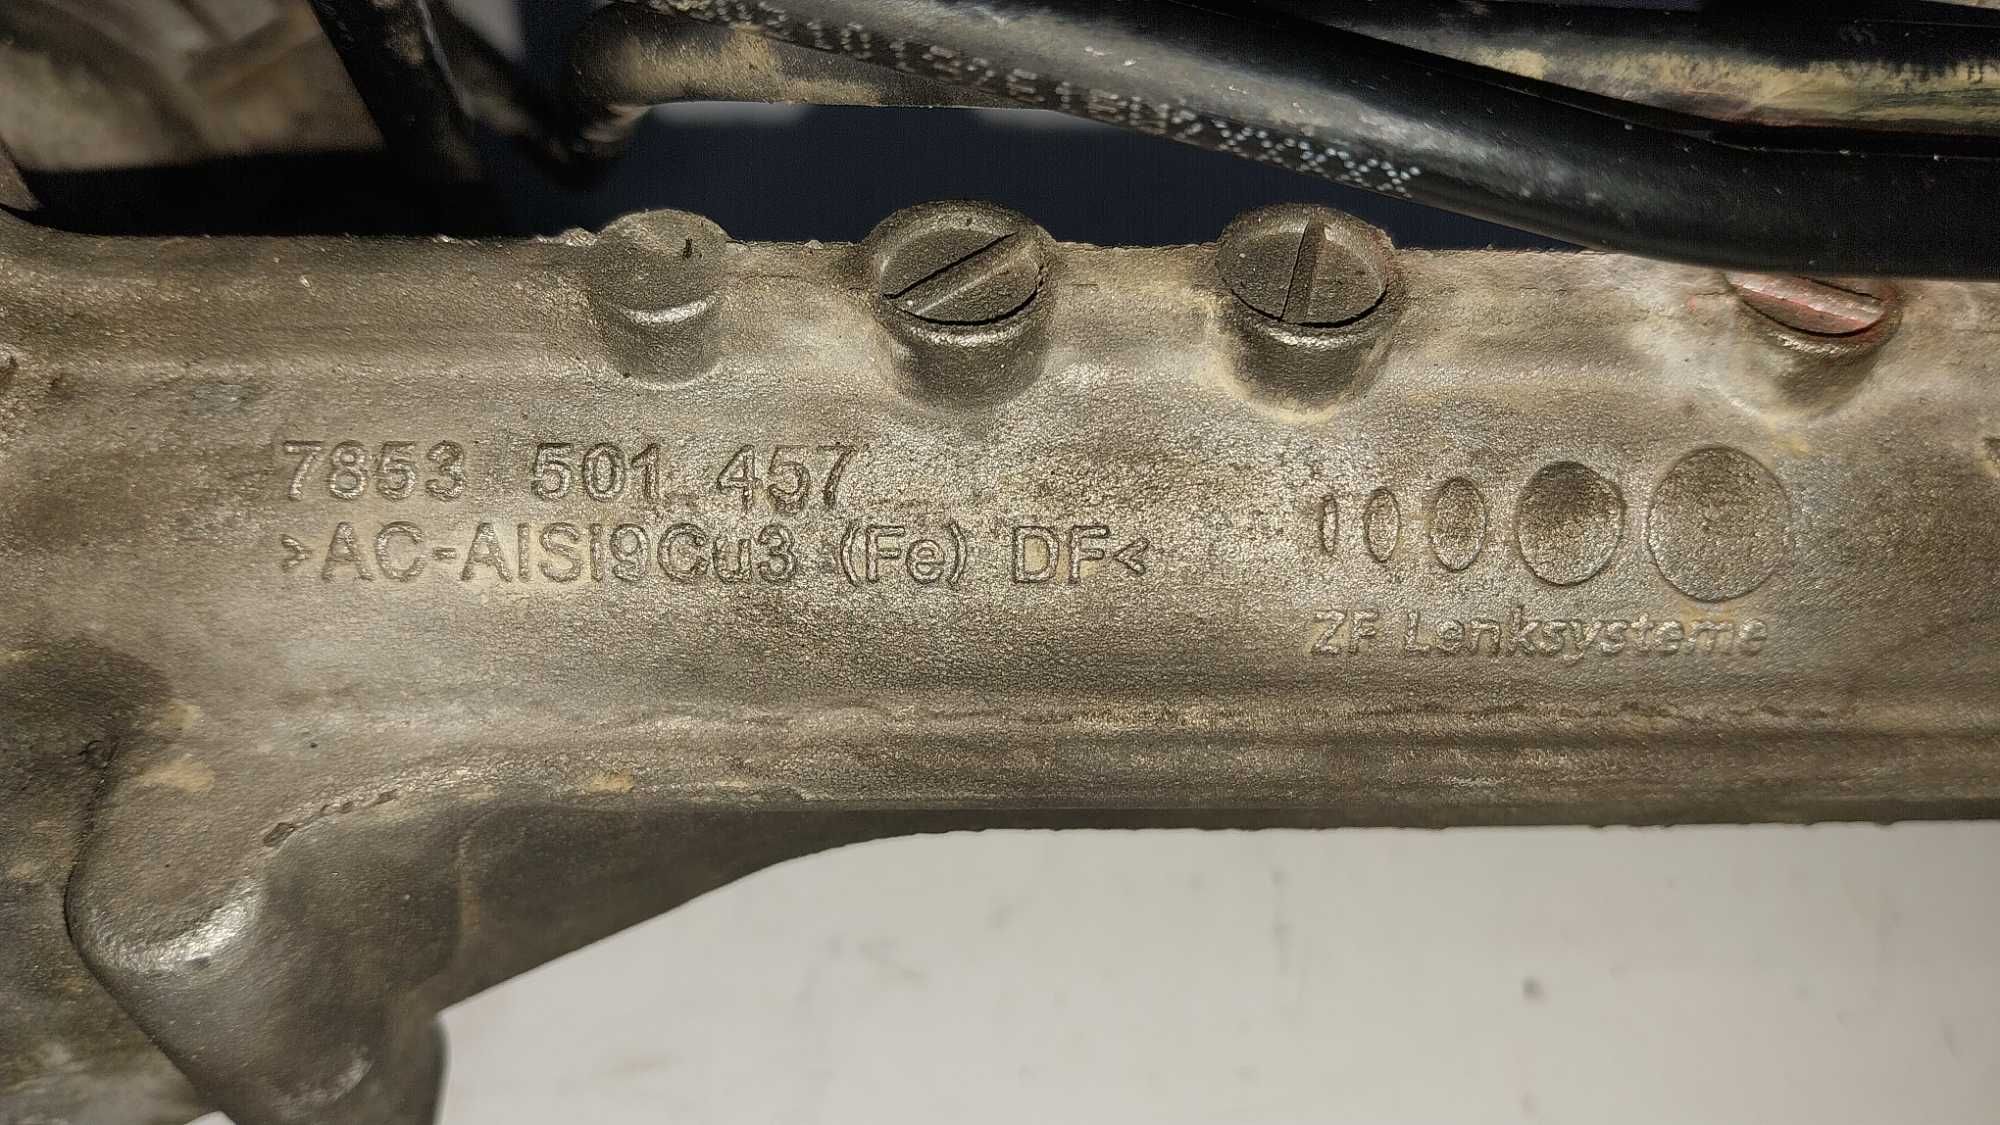 7853 501 457
>AC-AlSi9Cu3 (Fe) DF<
ZF Lenksysteme